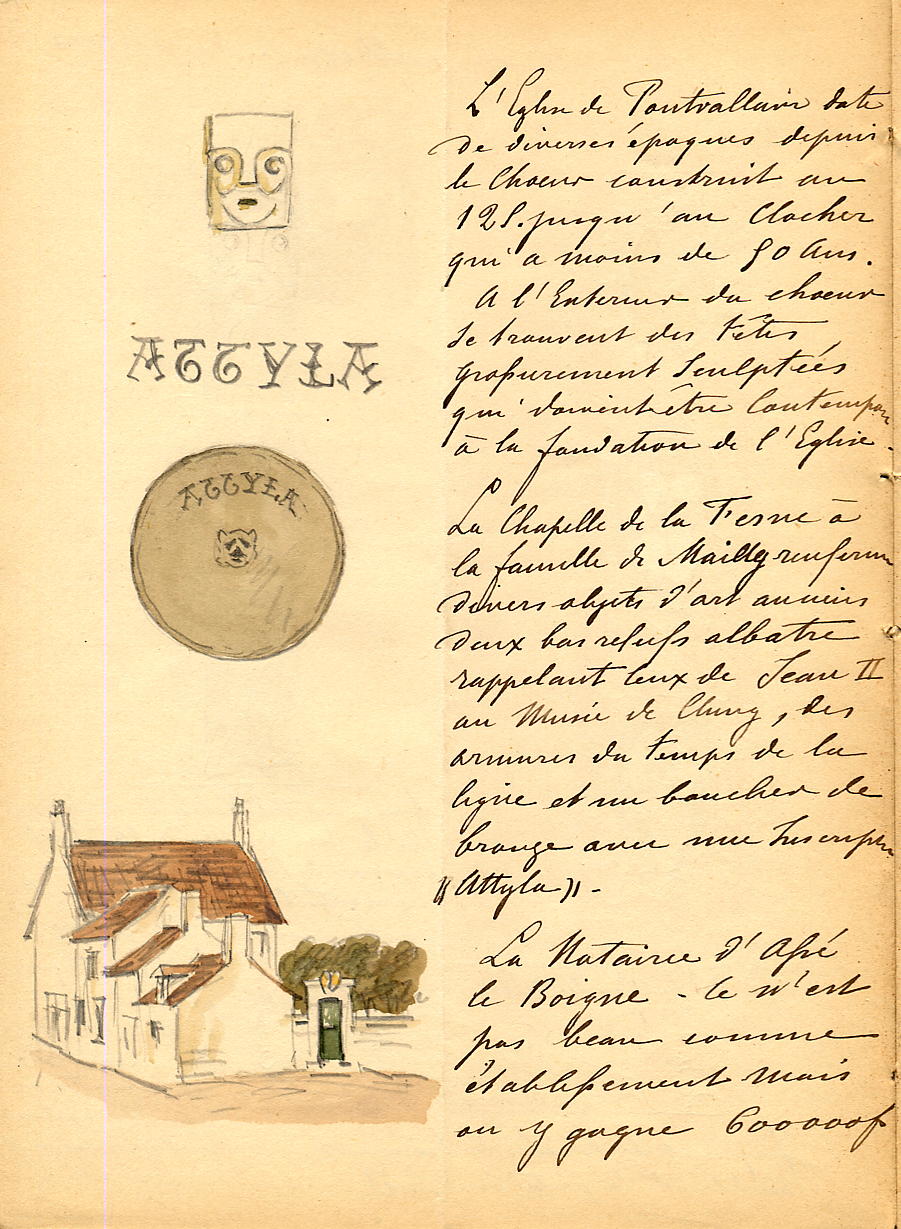 L'Eglise de Pontvallain date
de diverses époques depuis
le Choeur construit au
12 S. jusqu'au Clocher
qui a moins de 50 Ans.
A l'Exterieur du choeur
se trouvent des Têtes
grossierement Sculptées
qui doivent être Contempor
à la fondation de l'Eglise.
La Chapelle de la Fesne à
la famille de Mailly renferme
divers objets d'art anciens
deux bas reliefs albatre
rappelant ceux de Jean II
au Musée de Cluny, des
armures du temps de la
ligue et un bouclier de
bronze avec une Inscript
"Attyla" -
La Notairie d'
le Boigne - Ce n'est
pas beau comme
établissement mais
on y gagne 600000f
ATTYLA
ATTYLA